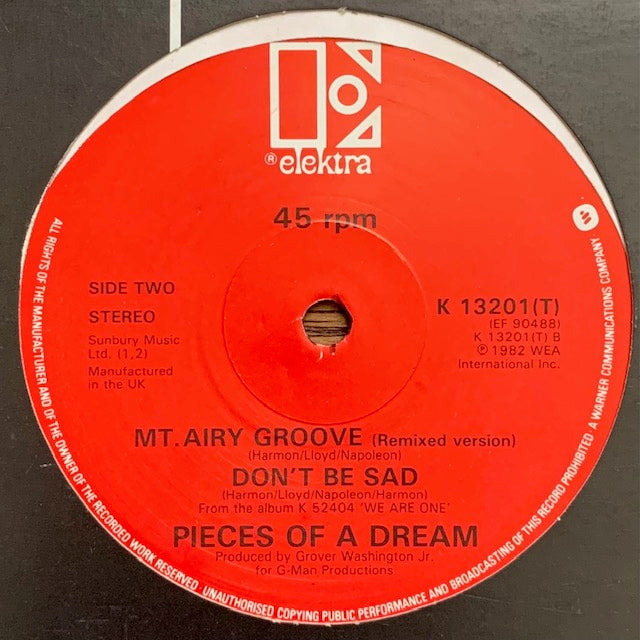 ® elektra
45 rpm
SIDE TWO
STEREO
Sunbury Music
Ltd. (1,2)
Manufactured
in the UK
K 13201(T)
(EF 90488)
K 13201(T) B
℗ 1982 WEA
International Inc.
MT. AIRY GROOVE (Remixed version)
(Harmon/Lloyd/Napoleon)
DON'T BE SAD
(Harmon/Lloyd/Napoleon/Harmon)
From the album K 52404 'WE ARE ONE'
PIECES OF A DREAM
Produced by Grover Washington Jr.
for G-Man Productions
ALL RIGHTS OF THE MANUFACTURER AND OF THE OWNER OF THE RECORDED WORK RESERVED. UNAUTHORISED COPYING PUBLIC PERFORMANCE AND BROADCASTING OF THIS RECORD PROHIBITED A WARNER COMMUNICATIONS COMPANY